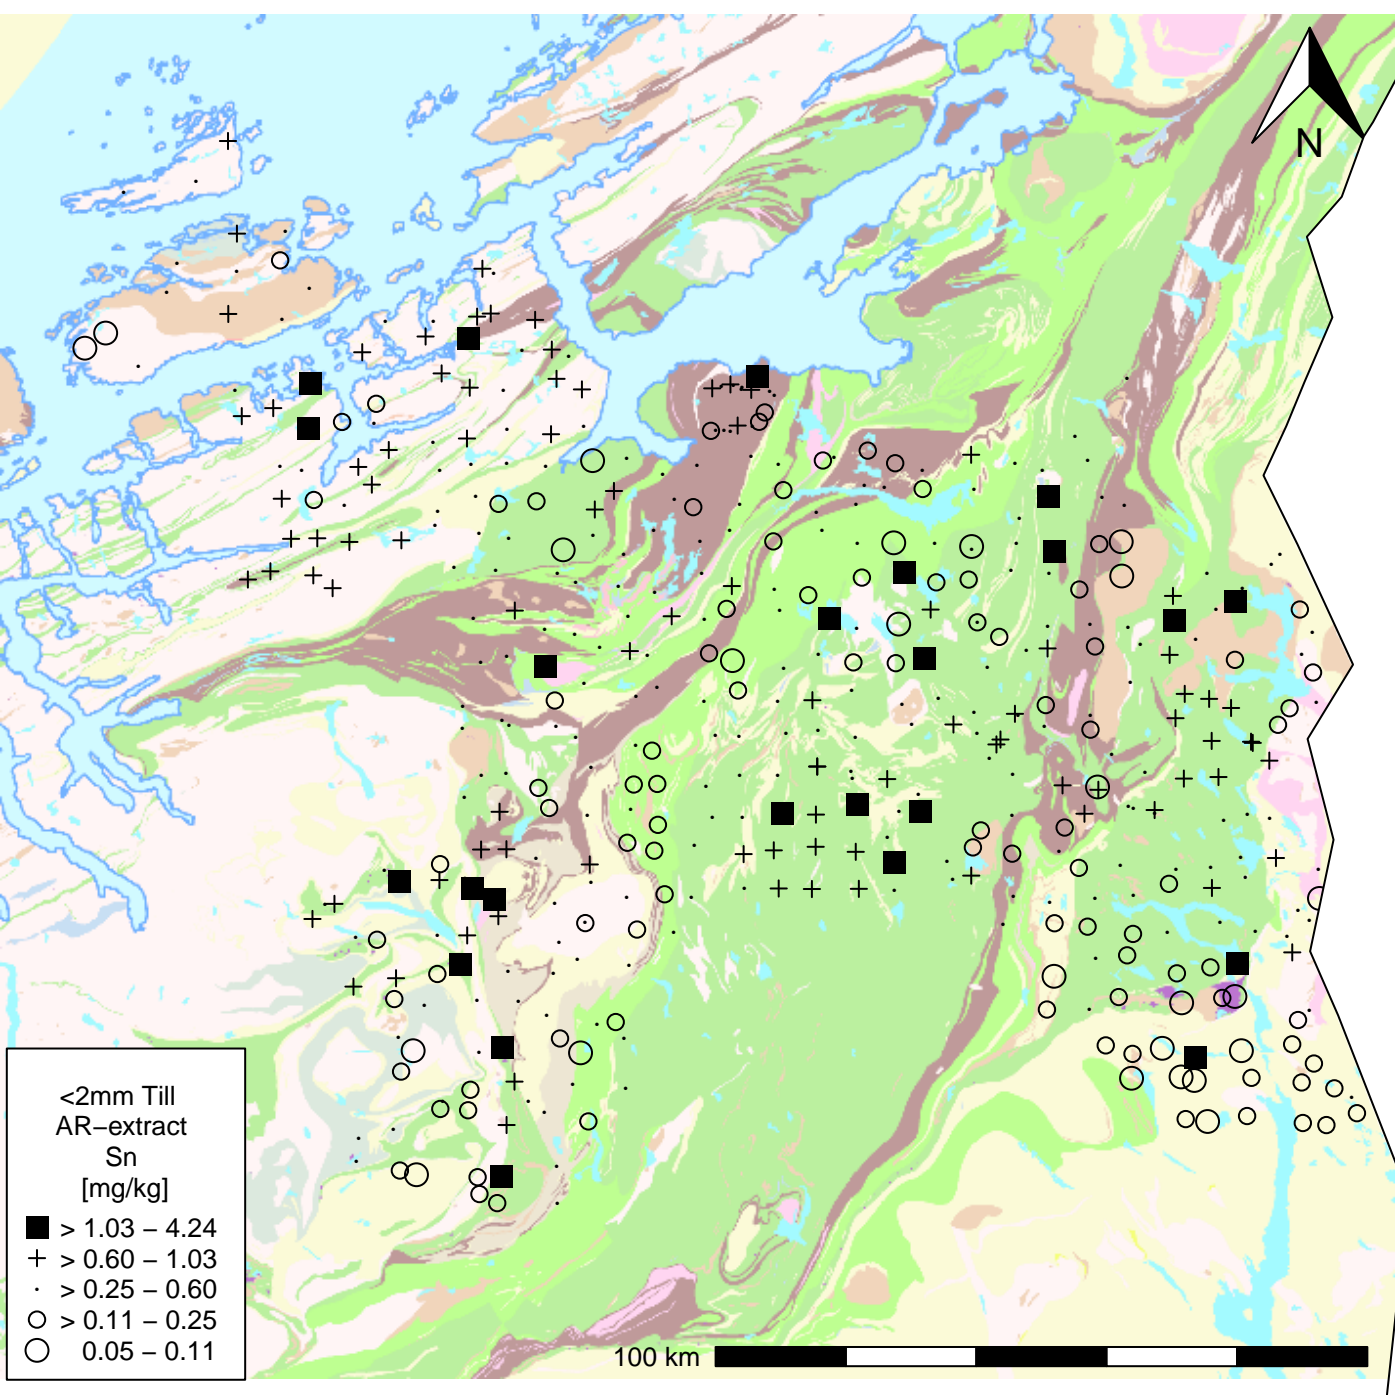 N
<2mm Till
AR−extract
Sn
[mg/kg]
> 1.03 − 4.24
> 0.60 − 1.03
> 0.25 − 0.60
> 0.11 − 0.25
0.05 − 0.11
100 km